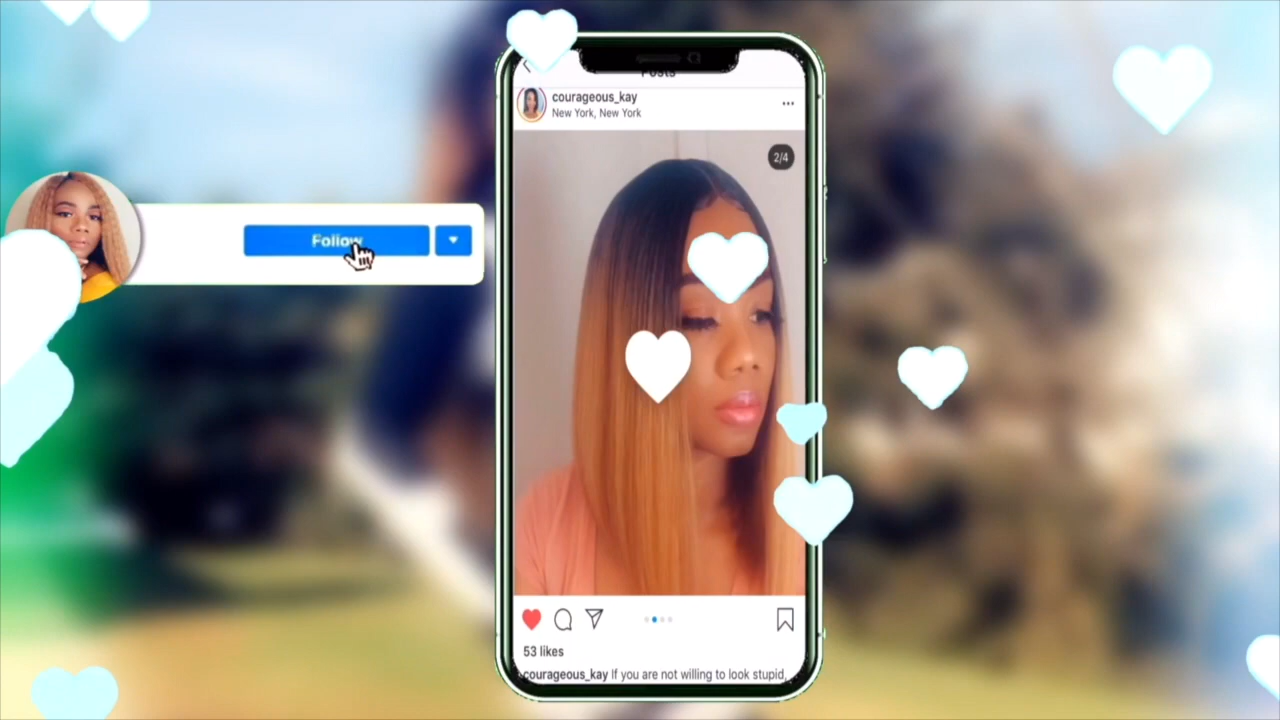 Posts
courageous_kay
New York, New York
2/4
Follow
53 likes
courageous_kay If you are not willing to look stupid,